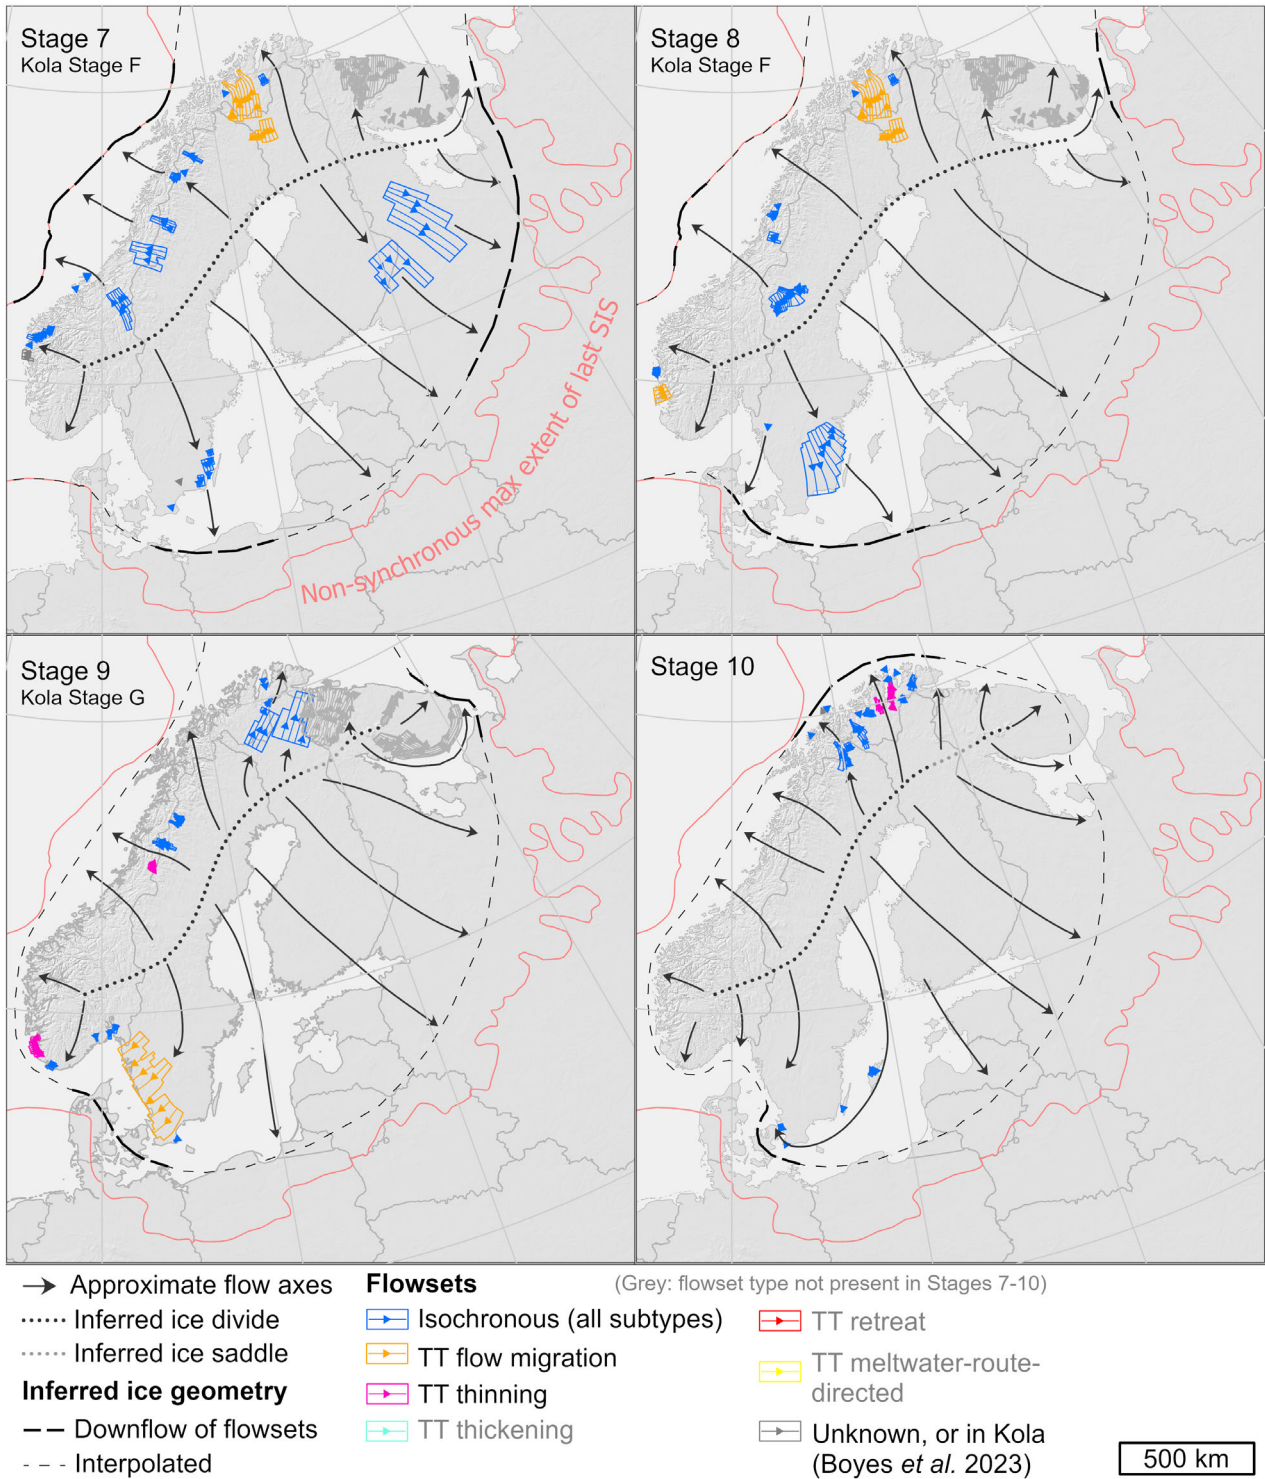 Stage 7
Kola Stage F
Stage 8
Kola Stage F
Non-synchronous max extent of last SIS
Stage 9
Kola Stage G
Stage 10
Approximate flow axes
Inferred ice divide
Inferred ice saddle
Inferred ice geometry
Downflow of flowsets
Interpolated
Flowsets
(Grey: flowset type not present in Stages 7-10)
Isochronous (all subtypes)
TT flow migration
TT thinning
TT thickening
TT retreat
TT meltwater-route-
directed
Unknown, or in Kola
(Boyes et al. 2023)
500 km